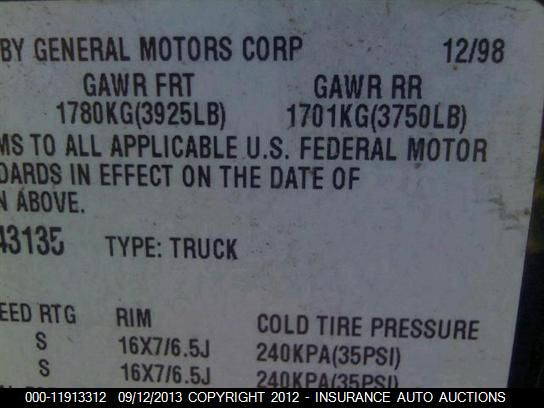 BY GENERAL MOTORS CORP 12/98
GAWR FRT GAWR RR
1780KG(3925LB) 1701KG(3750LB)
MS TO ALL APPLICABLE U.S. FEDERAL MOTOR
DARDS IN EFFECT ON THE DATE OF
N ABOVE.
43135 TYPE: TRUCK
EED RTG RIM COLD TIRE PRESSURE
S 16X7/6.5J 240KPA(35PSI)
S 16X7/6.5J 240KPA(35PSI)
000-11913312 09/12/2013 © COPYRIGHT 2012 - INSURANCE AUTO AUCTIONS